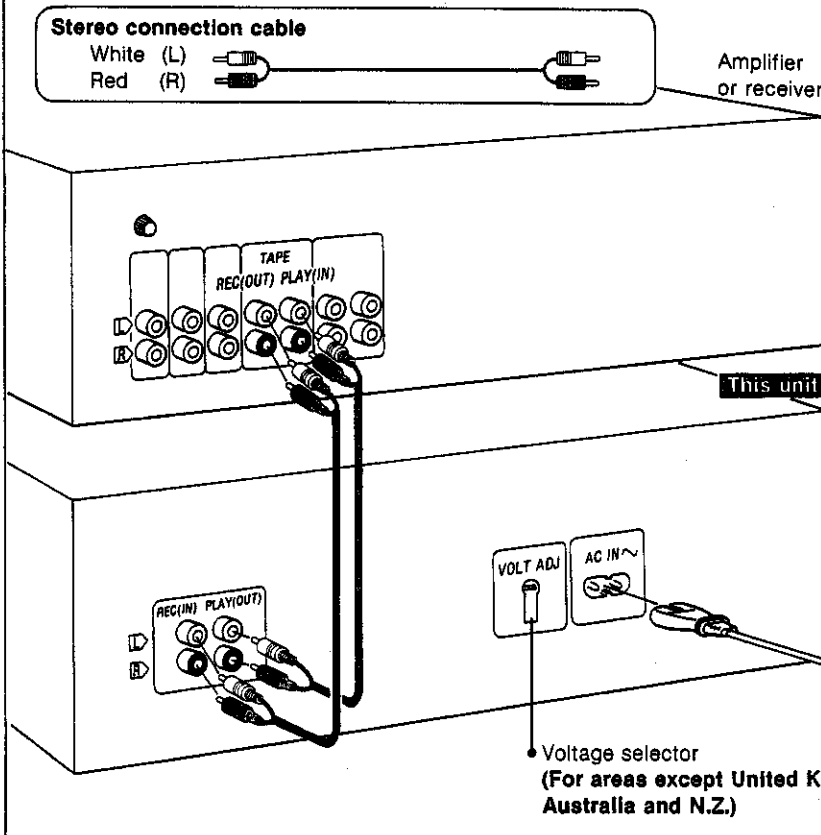 Stereo connection cable
White (L)
Red (R)
Amplifier
or receiver
TAPE
REC(OUT) PLAY(IN)
L
R
This unit
VOLT ADJ
AC IN～
REC(IN) PLAY(OUT)
L
R
Voltage selector
(For areas except United K
Australia and N.Z.)